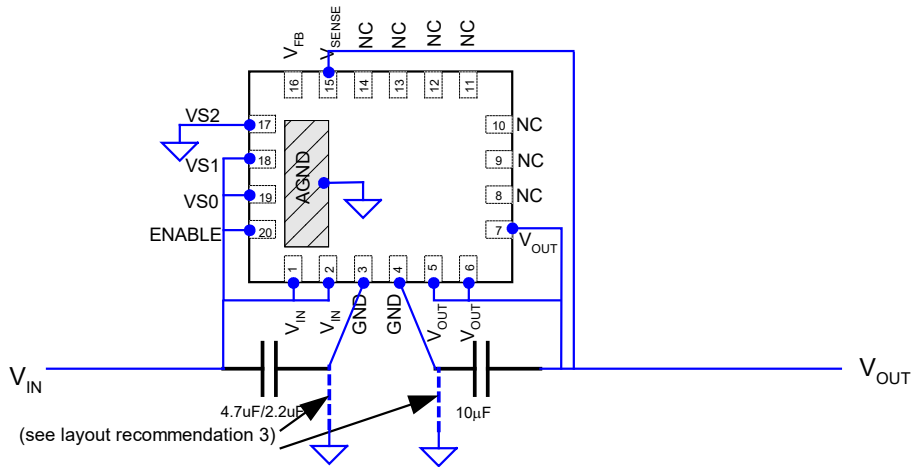 VFB
VSENSE
NC
NC
NC
NC
16
15
14
13
12
11
VS2
17
10
NC
VS1
18
AGND
9
NC
VS0
19
8
NC
ENABLE
20
7
VOUT
1
2
3
4
5
6
VIN
VIN
GND
GND
VOUT
VOUT
VIN
VOUT
4.7uF/2.2uF
10μF
(see layout recommendation 3)